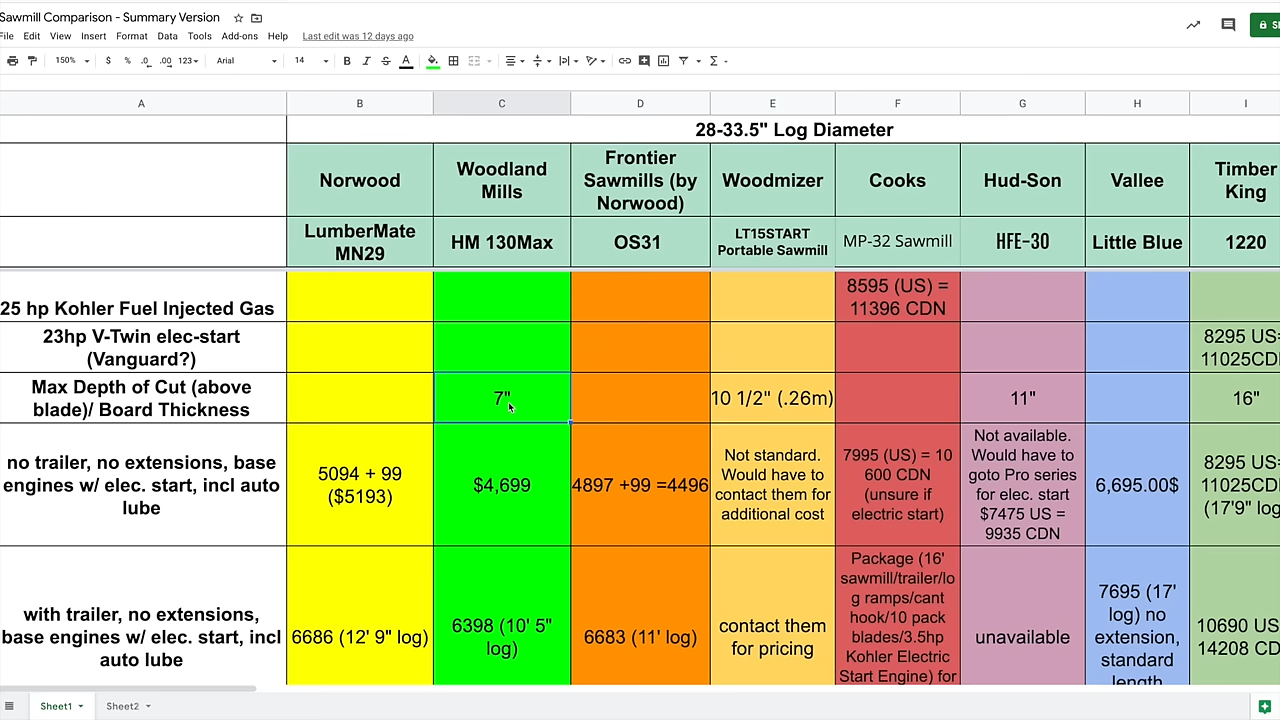 Sawmill Comparison - Summary Version
File Edit View Insert Format Data Tools Add-ons Help Last edit was 12 days ago
150% $ % .0 .00 123 Arial 14 B I S A
A B C D E F G H I
28-33.5" Log Diameter
Norwood
Woodland
Mills
Frontier
Sawmills (by
Norwood)
Woodmizer
Cooks
Hud-Son
Vallee
Timber
King
LumberMate
MN29
HM 130Max
OS31
LT15START
Portable Sawmill
MP-32 Sawmill
HFE-30
Little Blue
1220
25 hp Kohler Fuel Injected Gas
8595 (US) =
11396 CDN
23hp V-Twin elec-start
(Vanguard?)
8295 US=
11025CD
Max Depth of Cut (above
blade)/ Board Thickness
7"
10 1/2" (.26m)
11"
16"
no trailer, no extensions, base
engines w/ elec. start, incl auto
lube
5094 + 99
($5193)
$4,699
4897 +99 =4496
Not standard.
Would have to
contact them for
additional cost
7995 (US) = 10
600 CDN
(unsure if
electric start)
Not available.
Would have to
goto Pro series
for elec. start
$7475 US =
9935 CDN
6,695.00$
8295 US=
11025CD
(17'9" log
with trailer, no extensions,
base engines w/ elec. start, incl
auto lube
6686 (12' 9" log)
6398 (10' 5"
log)
6683 (11' log)
contact them
for pricing
Package (16'
sawmill/trailer/lo
g ramps/cant
hook/10 pack
blades/3.5hp
Kohler Electric
Start Engine) for
unavailable
7695 (17'
log) no
extension,
standard
length
10690 US
14208 CD
Sheet1 Sheet2